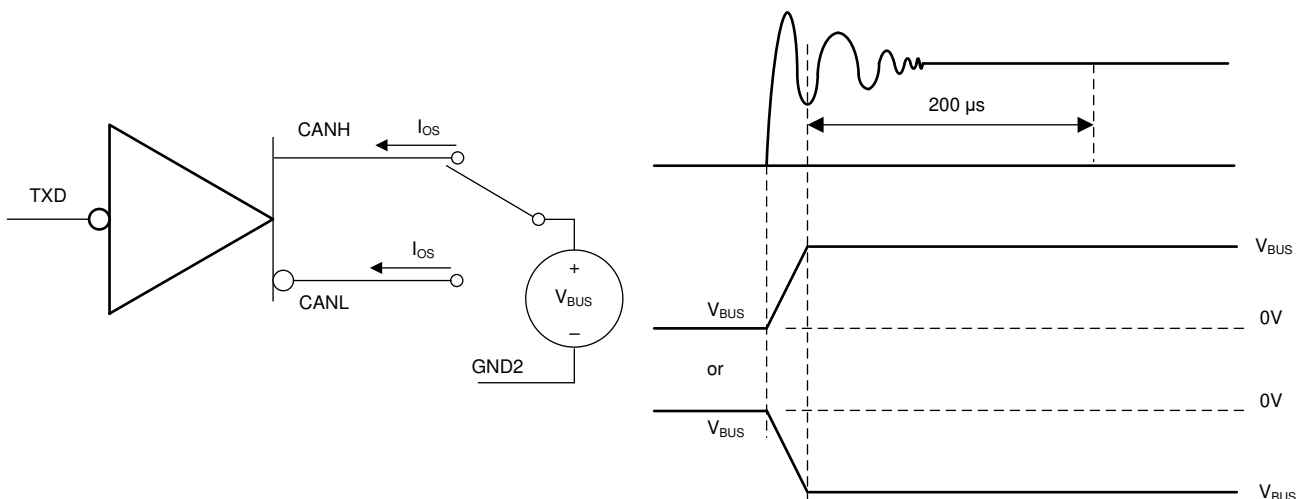 TXD
CANH
I_OS
I_OS
CANL
+
V_BUS
–
GND2
200 µs
V_BUS
V_BUS
0V
or
0V
V_BUS
V_BUS